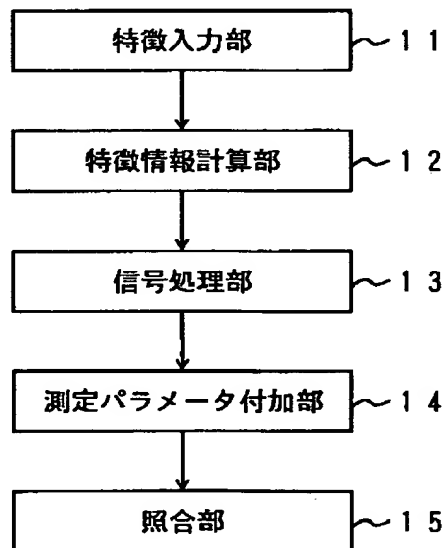 特徴入力部 ～11
特徴情報計算部 ～12
信号処理部 ～13
測定パラメータ付加部 ～14
照合部 ～15